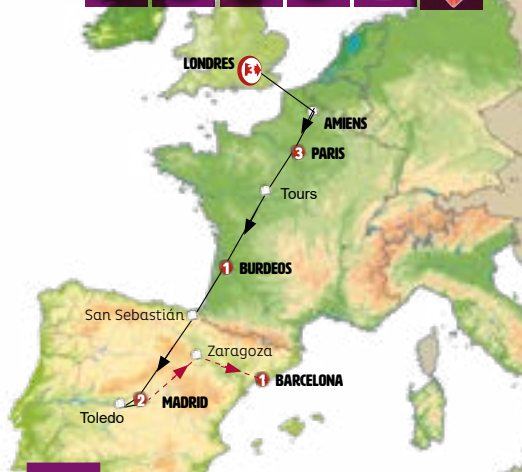 LONDRES 3
AMIENS
3 PARIS
Tours
1 BURDEOS
San Sebastián
Zaragoza
1 BARCELONA
2 MADRID
Toledo